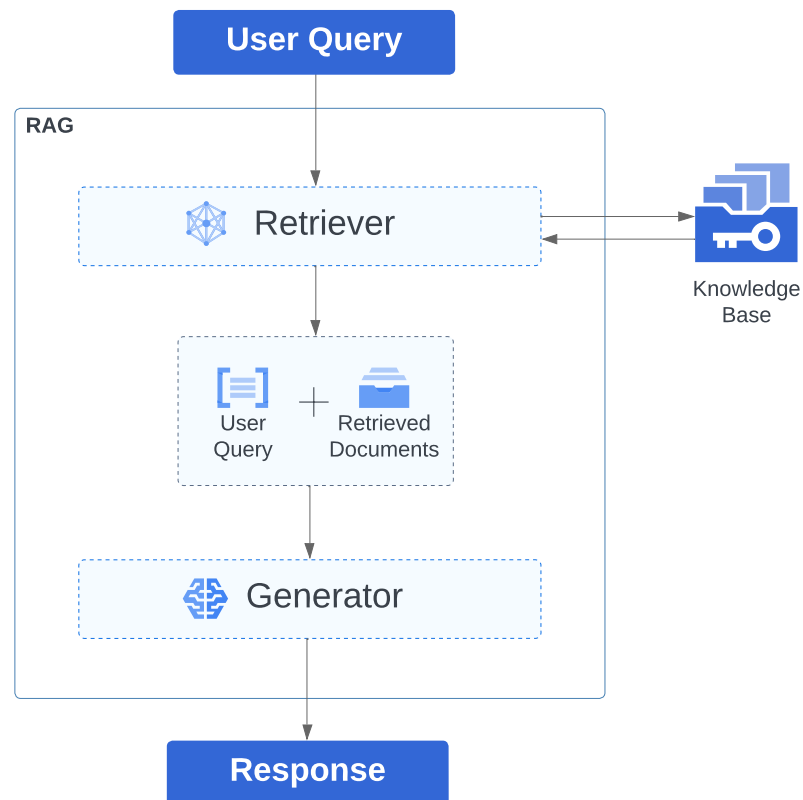 User Query
RAG
Retriever
Knowledge
Base
User
Query
Retrieved
Documents
Generator
Response